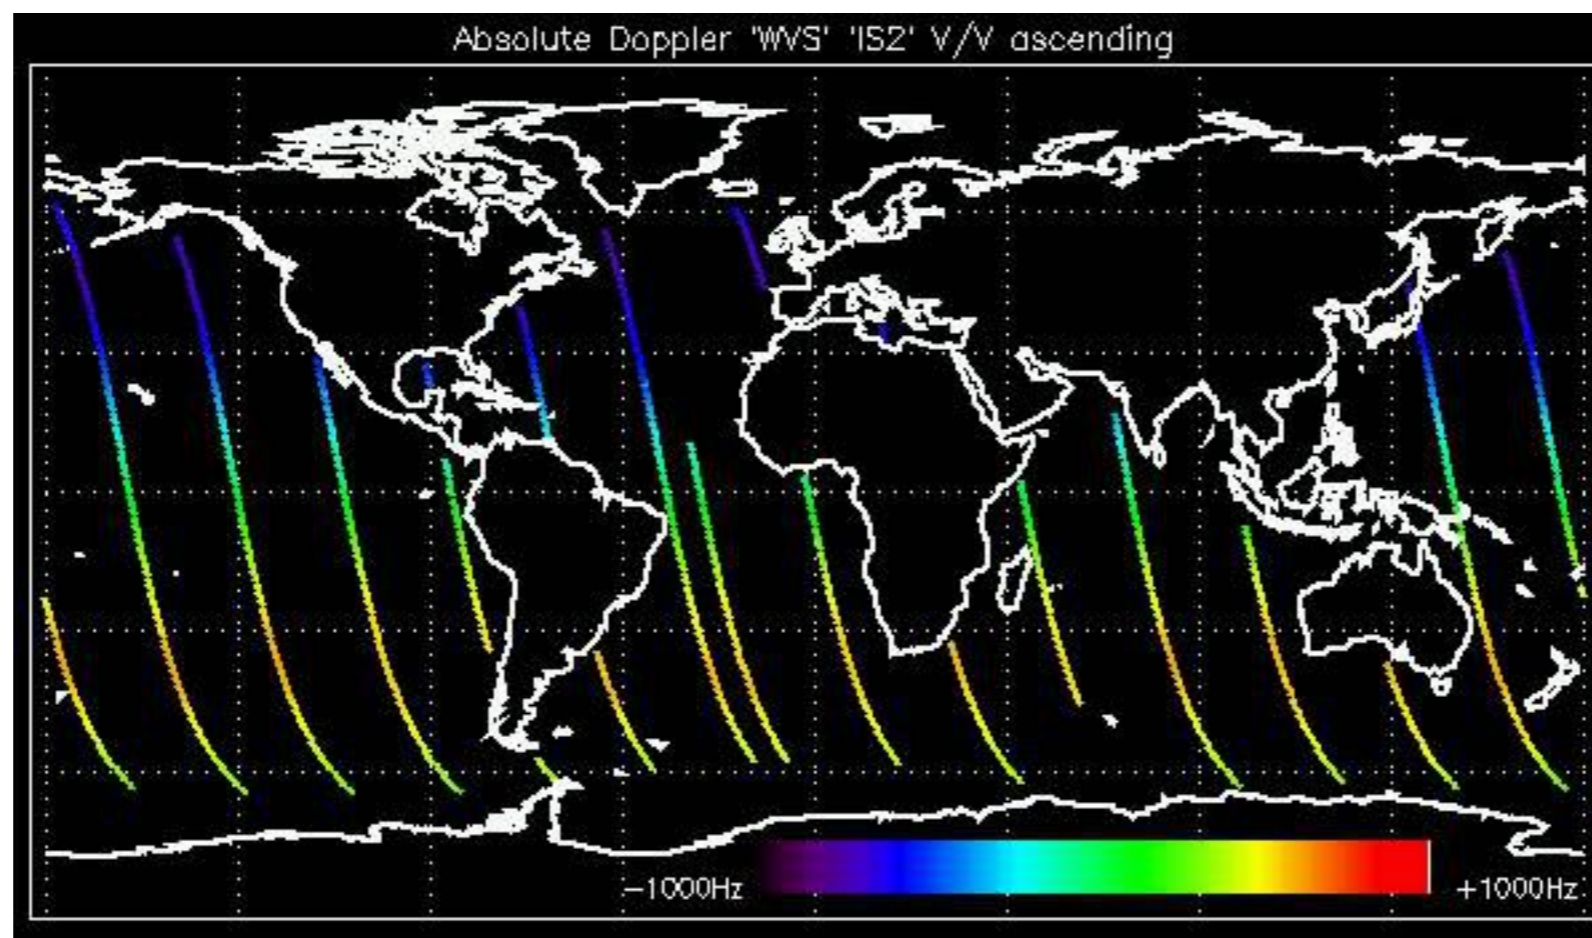 Absolute Doppler 'WVS' 'IS2' V/V ascending
-1000Hz +1000Hz